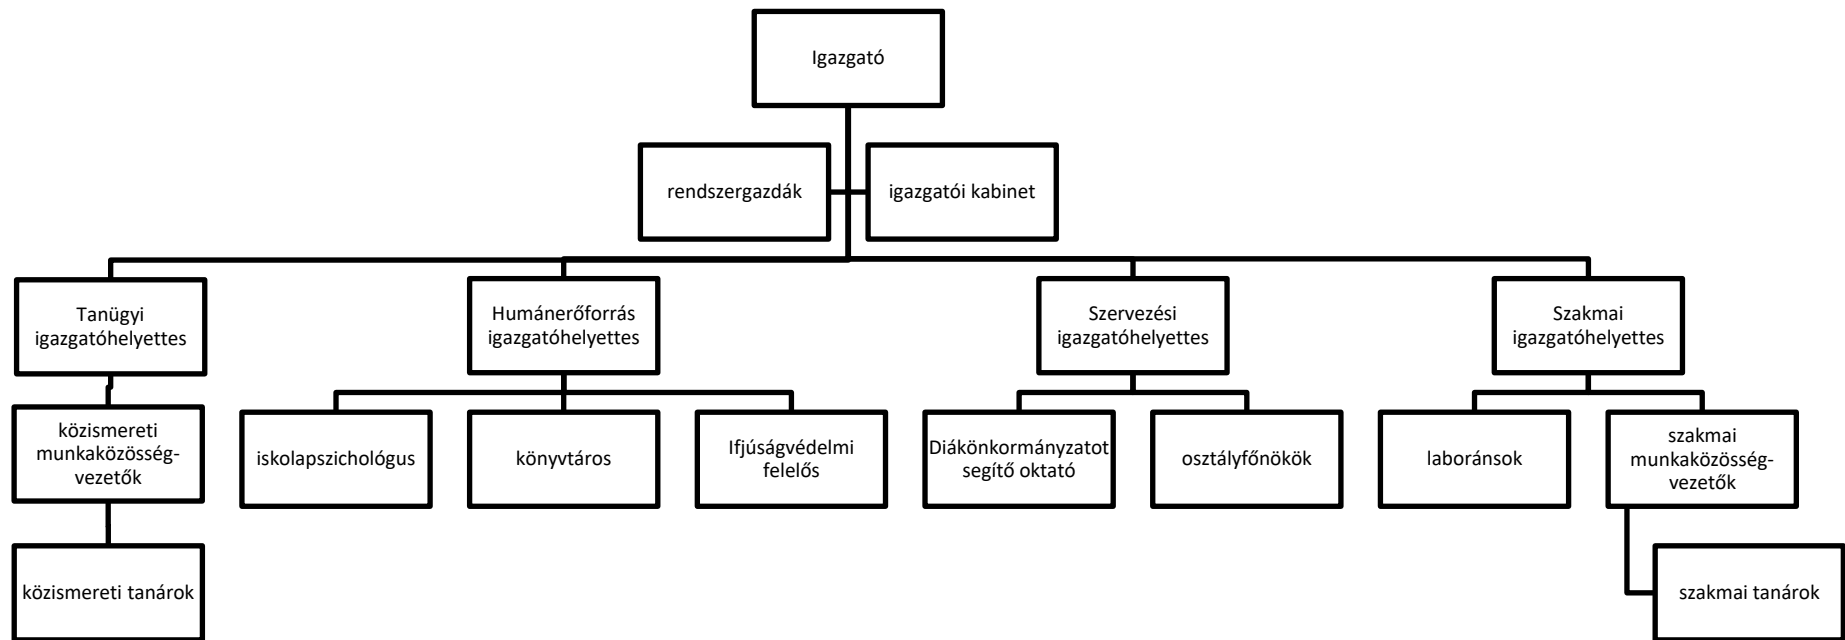 Igazgató
rendszergazdák
igazgatói kabinet
Tanügyi
igazgatóhelyettes
Humánerőforrás
igazgatóhelyettes
Szervezési
igazgatóhelyettes
Szakmai
igazgatóhelyettes
közismereti
munkaközösség-
vezetők
iskolapszichológus
könyvtáros
Ifjúságvédelmi
felelős
Diákönkormányzatot
segítő oktató
osztályfőnökök
laboránsok
szakmai
munkaközösség-
vezetők
közismereti tanárok
szakmai tanárok